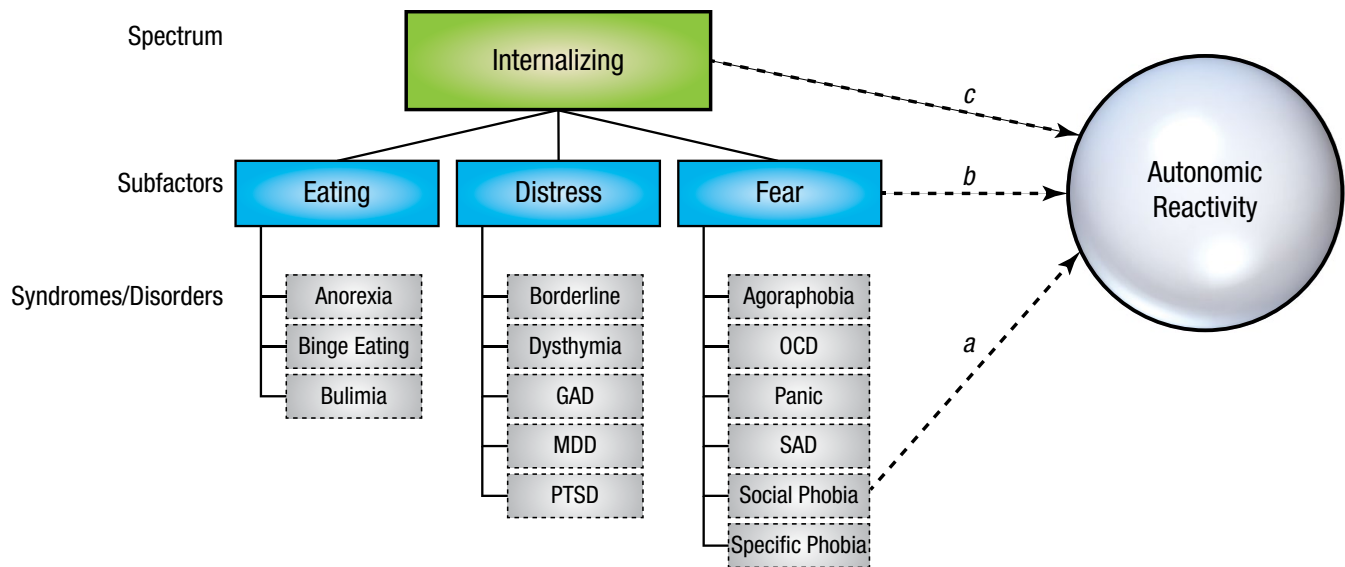 Spectrum
Internalizing
c
Autonomic
Reactivity
Subfactors
Eating
Distress
Fear
b
Syndromes/Disorders
Anorexia
Binge Eating
Bulimia
Borderline
Dysthymia
GAD
MDD
PTSD
Agoraphobia
OCD
Panic
SAD
Social Phobia
Specific Phobia
a